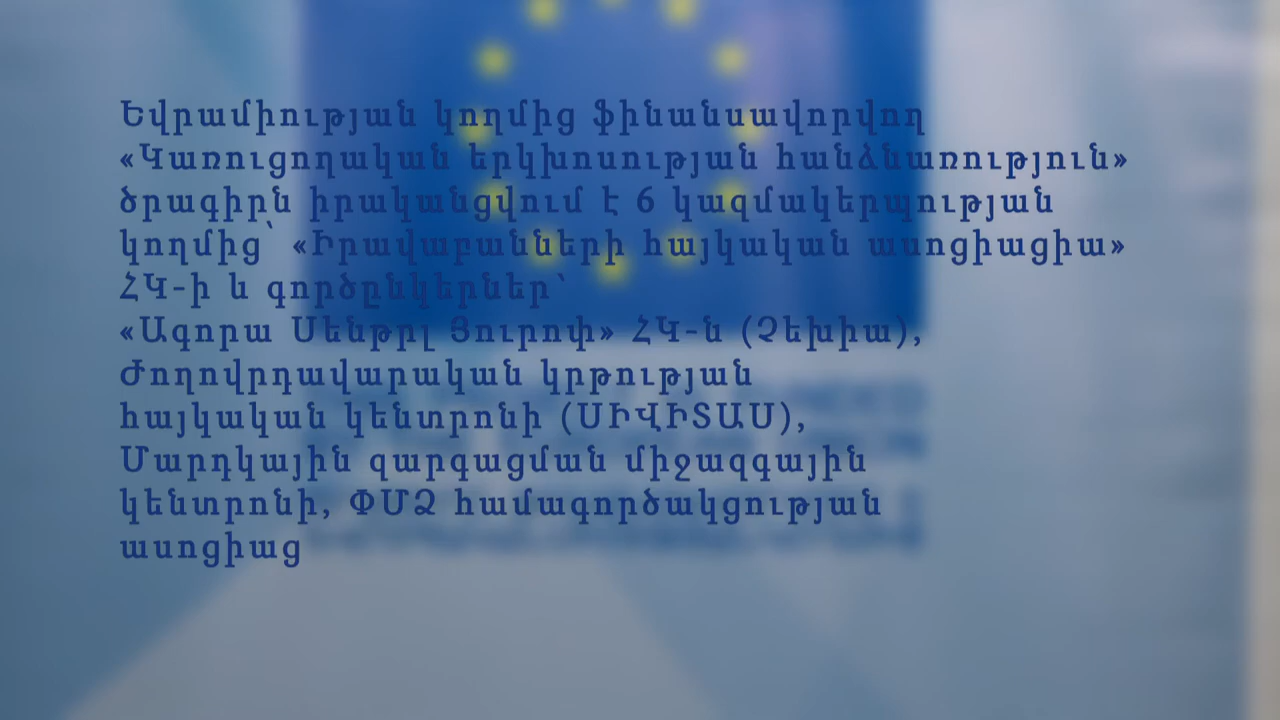 Եվրամիության կողմից ֆինանսավորվող
«Կառուցողական երկխոսության հանձնառություն»
ծրագիրն իրականցվում է 6 կազմակերպության
կողմից՝ «Իրավաբանների հայկական ասոցիացիա»
ՀԿ-ի և գործընկերներ՝
«Ագորա Սենթրլ Յուրոփ» ՀԿ-ն (Չեխիա),
Ժողովրդավարական կրթության
հայկական կենտրոնի (ՍԻՎԻՏԱՍ),
Մարդկային զարգացման միջազգային
կենտրոնի, ՓՄՁ համագործակցության
ասոցիաց